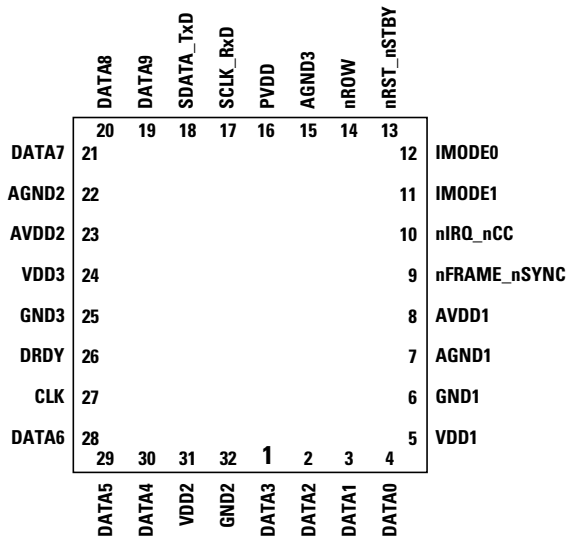 DATA8
DATA9
SDATA_TxD
SCLK_RxD
PVDD
AGND3
nROW
nRST_nSTBY
20 19 18 17 16 15 14 13
DATA7 21 12 IMODE0
AGND2 22 11 IMODE1
AVDD2 23 10 nIRQ_nCC
VDD3 24 9 nFRAME_nSYNC
GND3 25 8 AVDD1
DRDY 26 7 AGND1
CLK 27 6 GND1
DATA6 28 5 VDD1
29 30 31 32 1 2 3 4
DATA5
DATA4
VDD2
GND2
DATA3
DATA2
DATA1
DATA0